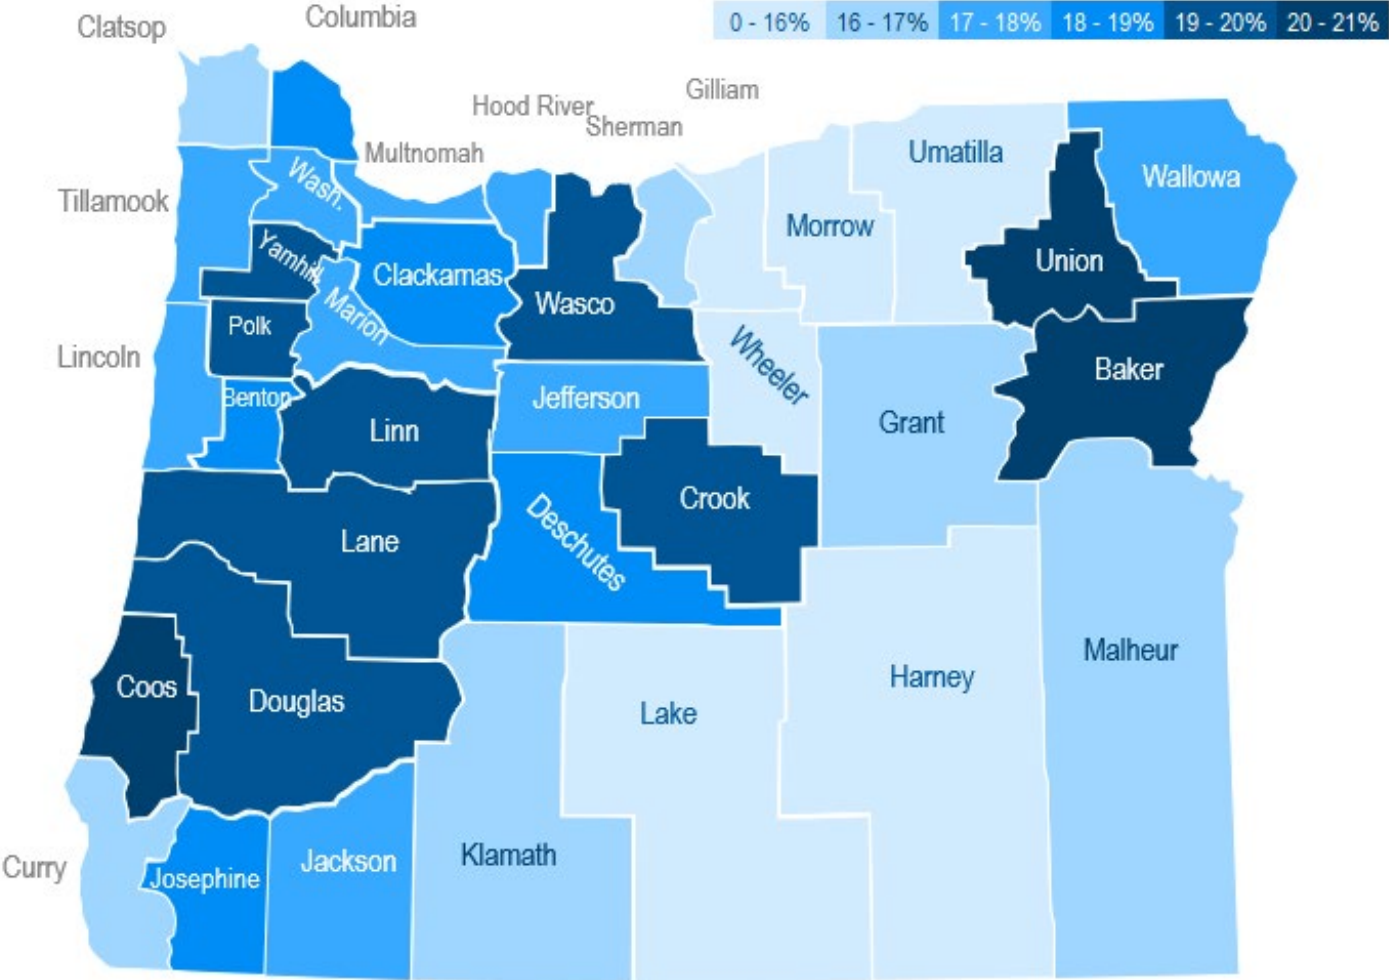 Clatsop
Columbia
0 - 16% 16 - 17% 17 - 18% 18 - 19% 19 - 20% 20 - 21%
Gilliam
Hood River
Sherman
Multnomah
Umatilla
Wallowa
Wash.
Tillamook
Morrow
Union
Yamhill
Clackamas
Wasco
Marion
Polk
Lincoln
Wheeler
Baker
Benton
Jefferson
Linn
Grant
Crook
Lane
Deschutes
Malheur
Harney
Coos
Douglas
Lake
Klamath
Jackson
Curry
Josephine